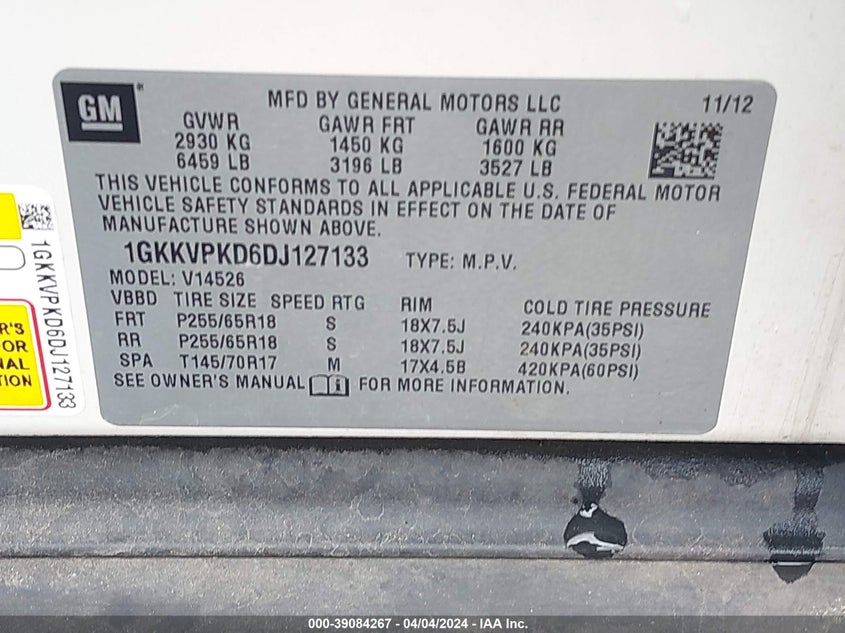 GM
MFD BY GENERAL MOTORS LLC 11/12
GVWR GAWR FRT GAWR RR
2930 KG 1450 KG 1600 KG
6459 LB 3196 LB 3527 LB
THIS VEHICLE CONFORMS TO ALL APPLICABLE U.S. FEDERAL MOTOR
VEHICLE SAFETY STANDARDS IN EFFECT ON THE DATE OF
MANUFACTURE SHOWN ABOVE.
1GKKVPKD6DJ127133 TYPE: M.P.V.
MODEL: V14526
VBBD TIRE SIZE SPEED RTG RIM COLD TIRE PRESSURE
FRT P255/65R18 S 18X7.5J 240KPA(35PSI)
RR P255/65R18 S 18X7.5J 240KPA(35PSI)
SPA T145/70R17 M 17X4.5B 420KPA(60PSI)
SEE OWNER'S MANUAL FOR MORE INFORMATION.
1GKKVPKD6DJ127133
R'S
OR
NAL
TION
000-39084267 - 04/04/2024 - IAA Inc.